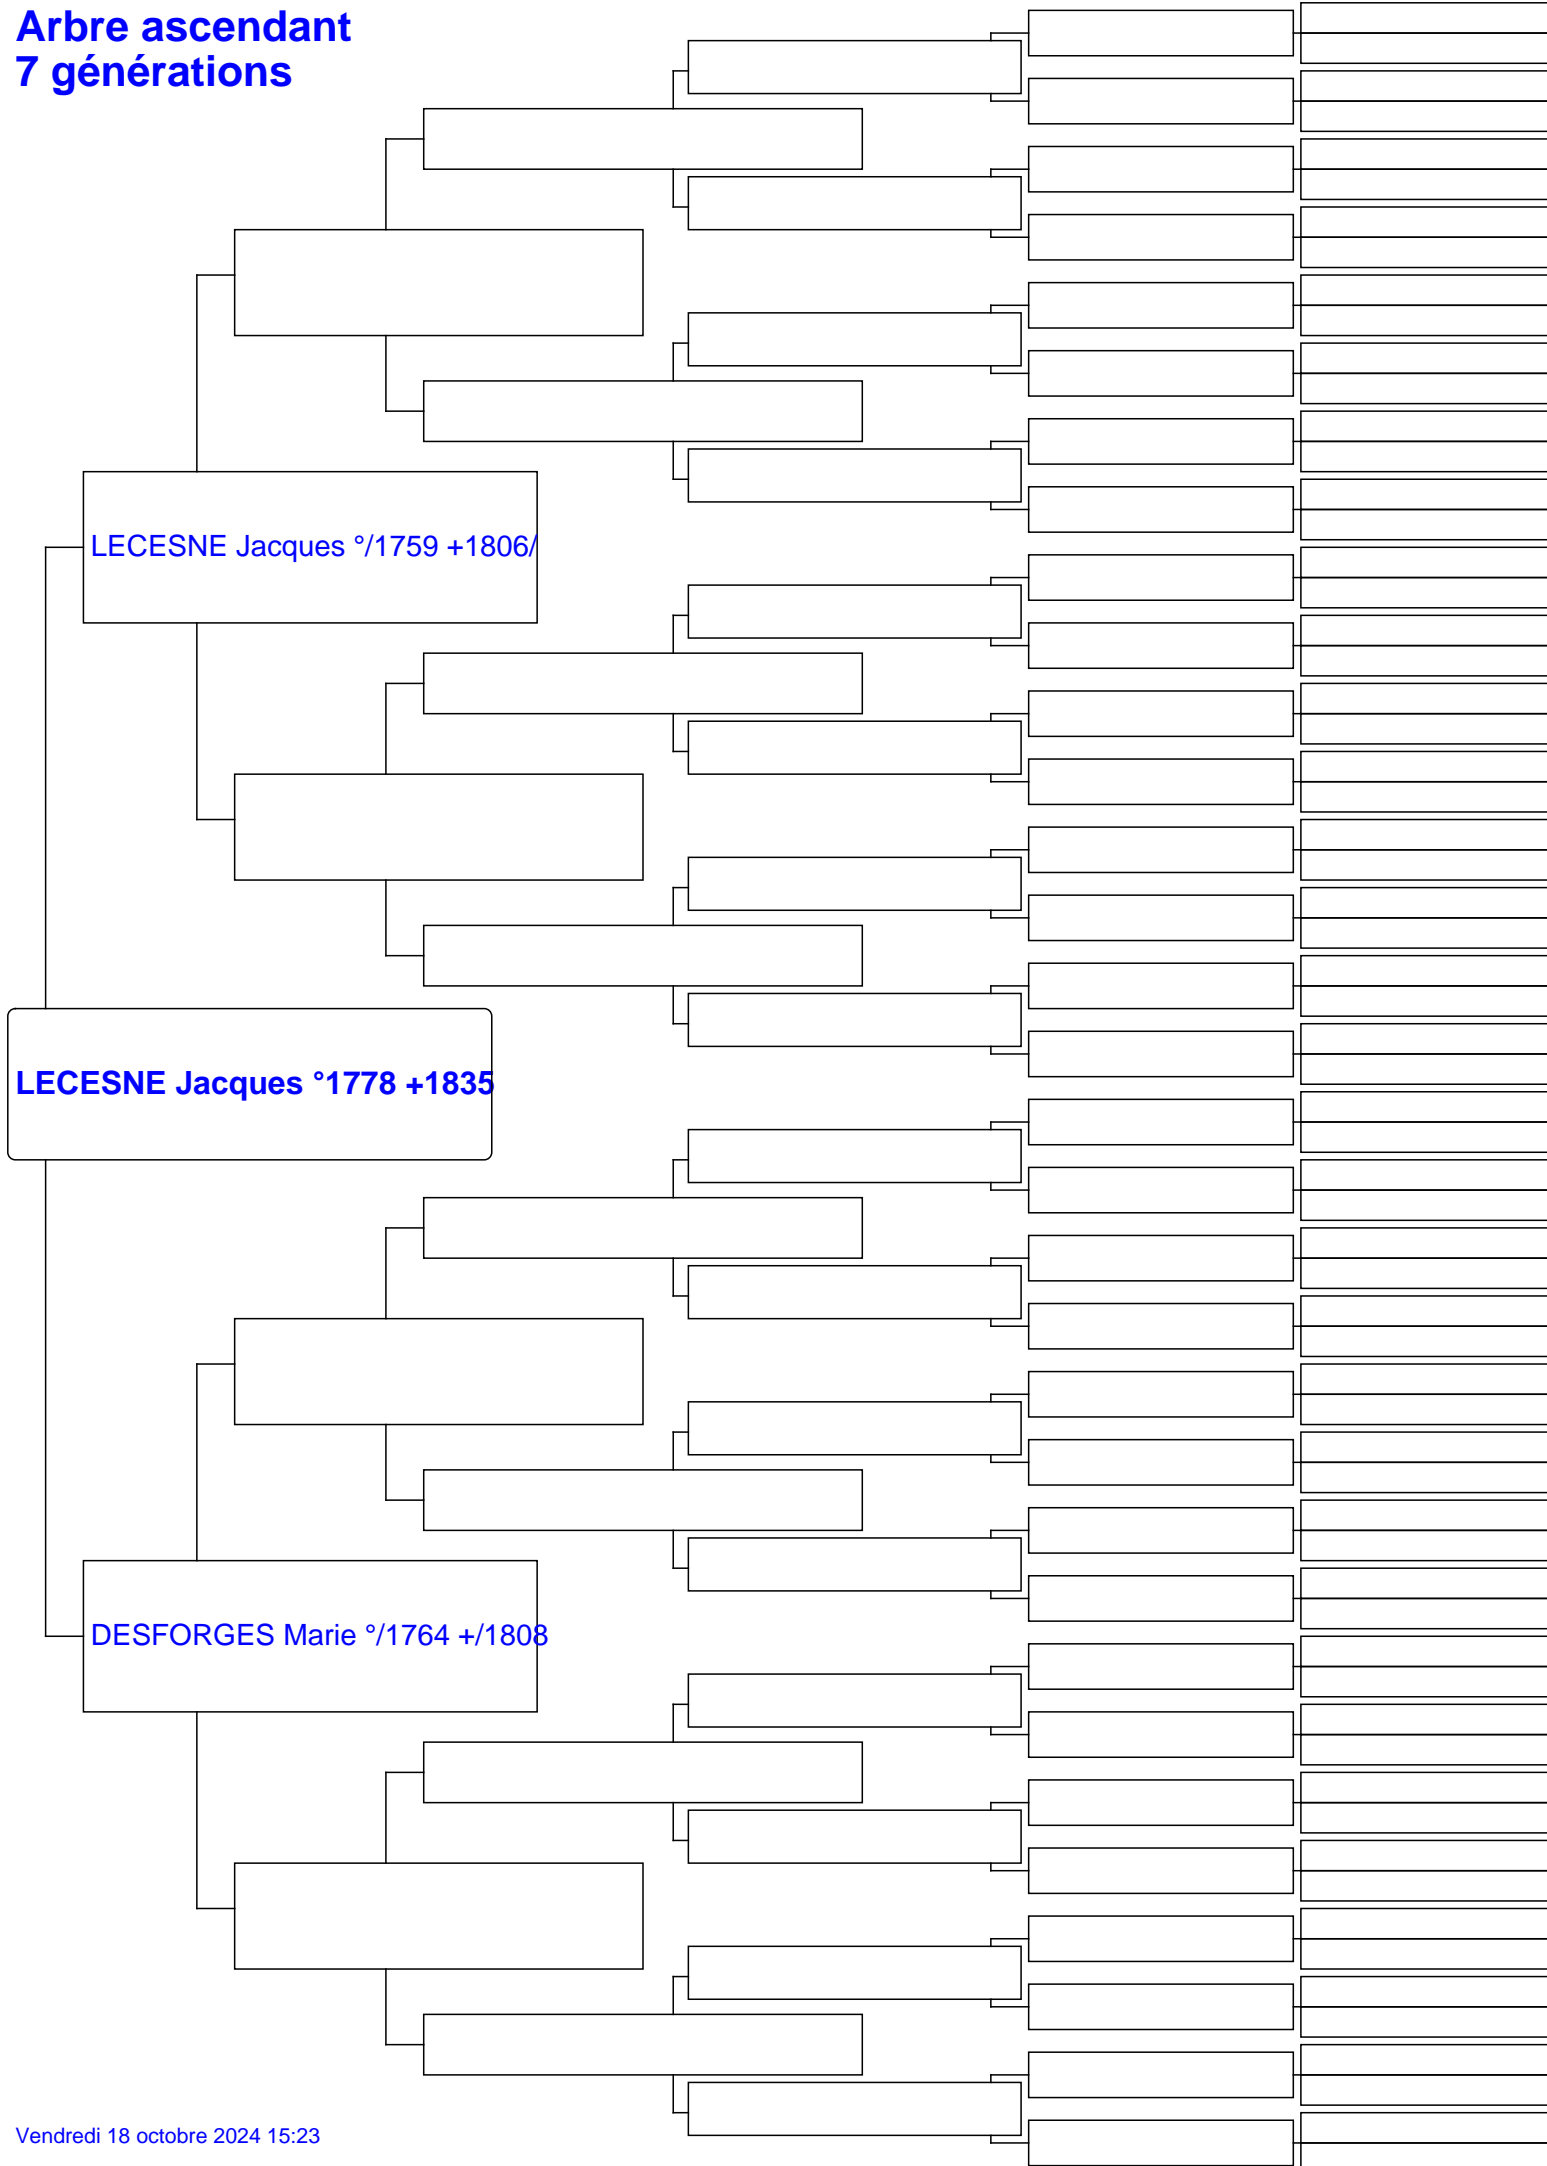 Arbre ascendant
7 générations
LECESNE Jacques °/1759 +1806/
LECESNE Jacques °1778 +1835
DESFORGES Marie °/1764 +/1808
Vendredi 18 octobre 2024 15:23